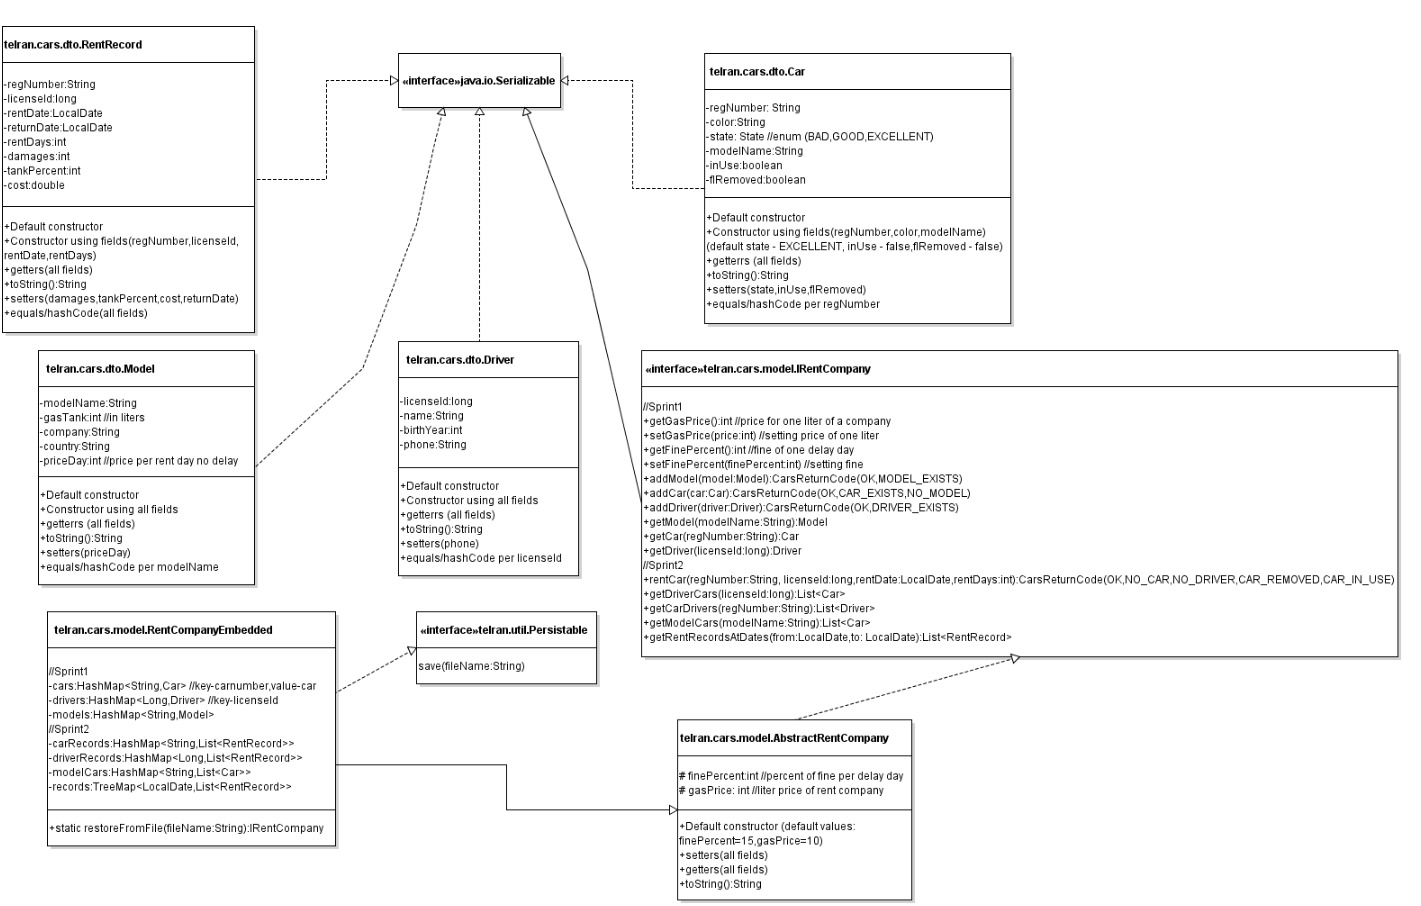 telran.cars.dto.RentRecord
-regNumber:String
-licenseId:long
-rentDate:LocalDate
-returnDate:LocalDate
-rentDays:int
-damages:int
-tankPercent:int
-cost:double
+Default constructor
+Constructor using fields(regNumber,licenseId,
rentDate,rentDays)
+getters(all fields)
+toString():String
+setters(damages,tankPercent,cost,returnDate)
+equals/hashCode(all fields)
«interface»java.io.Serializable
telran.cars.dto.Car
-regNumber: String
-color:String
-state: State //enum (BAD,GOOD,EXCELLENT)
-modelName:String
-inUse:boolean
-flRemoved:boolean
+Default constructor
+Constructor using fields(regNumber,color,modelName)
(default state - EXCELLENT, inUse - false,flRemoved - false)
+getterrs (all fields)
+toString():String
+setters(state,inUse,flRemoved)
+equals/hashCode per regNumber
telran.cars.dto.Model
-modelName:String
-gasTank:int //in liters
-company:String
-country:String
-priceDay:int //price per rent day no delay
+Default constructor
+Constructor using all fields
+getterrs (all fields)
+toString():String
+setters(priceDay)
+equals/hashCode per modelName
telran.cars.dto.Driver
-licenseId:long
-name:String
-birthYear:int
-phone:String
+Default constructor
+Constructor using all fields
+getterrs (all fields)
+toString():String
+setters(phone)
+equals/hashCode per licenseId
«interface»telran.cars.model.IRentCompany
//Sprint1
+getGasPrice():int //price for one liter of a company
+setGasPrice(price:int) //setting price of one liter
+getFinePercent():int //fine of one delay day
+setFinePercent(finePercent:int) //setting fine
+addModel(model:Model):CarsReturnCode(OK,MODEL_EXISTS)
+addCar(car:Car):CarsReturnCode(OK,CAR_EXISTS,NO_MODEL)
+addDriver(driver:Driver):CarsReturnCode(OK,DRIVER_EXISTS)
+getModel(modelName:String):Model
+getCar(regNumber:String):Car
+getDriver(licenseId:long):Driver
//Sprint2
+rentCar(regNumber:String, licenseId:long,rentDate:LocalDate,rentDays:int):CarsReturnCode(OK,NO_CAR,NO_DRIVER,CAR_REMOVED,CAR_IN_USE)
+getDriverCars(licenseId:long):List<Car>
+getCarDrivers(regNumber:String):List<Driver>
+getModelCars(modelName:String):List<Car>
+getRentRecordsAtDates(from:LocalDate,to: LocalDate):List<RentRecord>
telran.cars.model.RentCompanyEmbedded
//Sprint1
-cars:HashMap<String,Car> //key-carnumber,value-car
-drivers:HashMap<Long,Driver> //key-licenseId
-models:HashMap<String,Model>
//Sprint2
-carRecords:HashMap<String,List<RentRecord>>
-driverRecords:HashMap<Long,List<RentRecord>>
-modelCars:HashMap<String,List<Car>>
-records:TreeMap<LocalDate,List<RentRecord>>
+static restoreFromFile(fileName:String):IRentCompany
«interface»telran.util.Persistable
save(fileName:String)
telran.cars.model.AbstractRentCompany
# finePercent:int //percent of fine per delay day
# gasPrice: int //liter price of rent company
+Default constructor (default values:
finePercent=15,gasPrice=10)
+setters(all fields)
+getters(all fields)
+toString():String